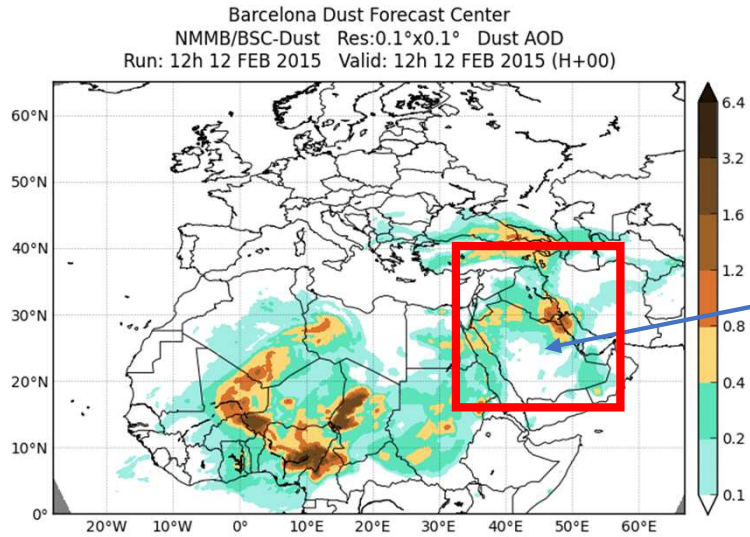 Barcelona Dust Forecast Center
NMMB/BSC-Dust Res:0.1°x0.1° Dust AOD
Run: 12h 12 FEB 2015 Valid: 12h 12 FEB 2015 (H+00)
60°N
50°N
40°N
30°N
20°N
10°N
0°
20°W 10°W 0° 10°E 20°E 30°E 40°E 50°E 60°E
6.4
3.2
1.6
1.2
0.8
0.4
0.2
0.1